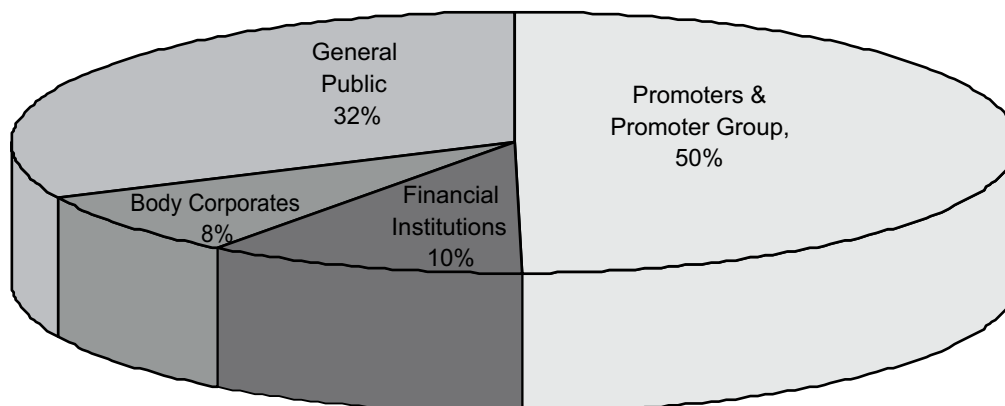 General
Public
32%
Promoters &
Promoter Group,
50%
Body Corporates
8%
Financial
Institutions
10%